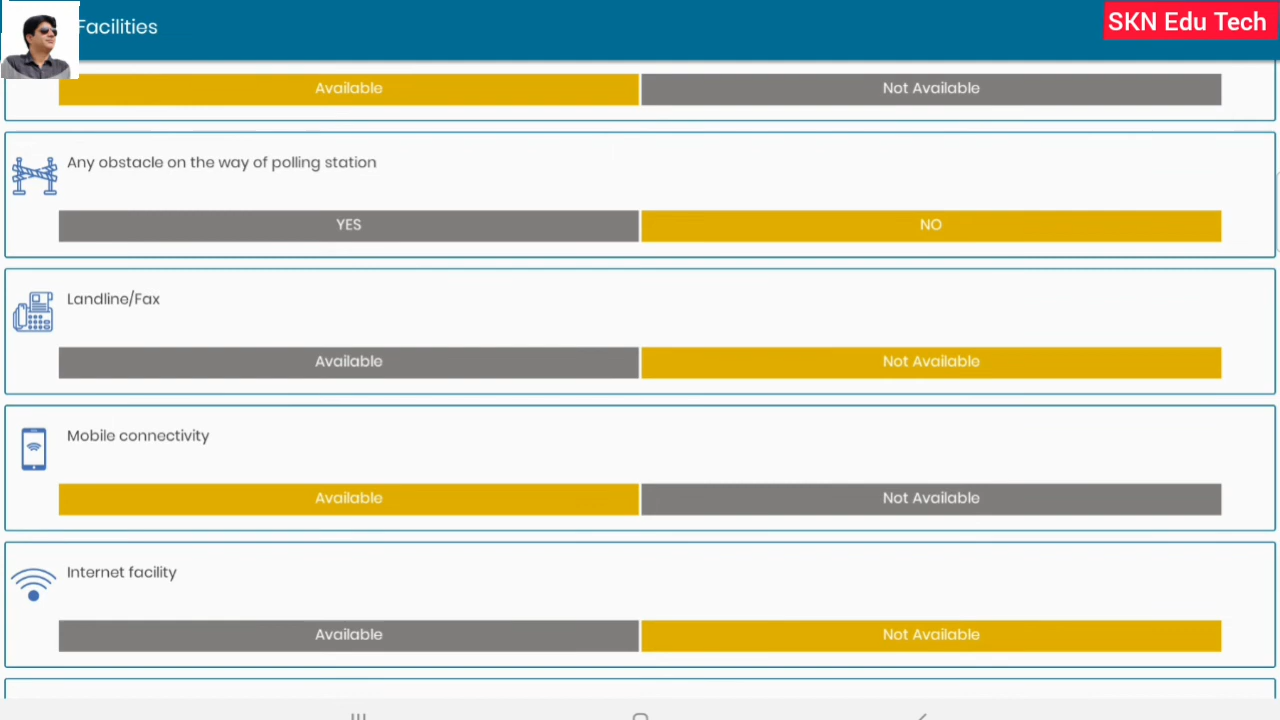 Facilities
SKN Edu Tech
Available
Not Available
Any obstacle on the way of polling station
YES
NO
Landline/Fax
Available
Not Available
Mobile connectivity
Available
Not Available
Internet facility
Available
Not Available